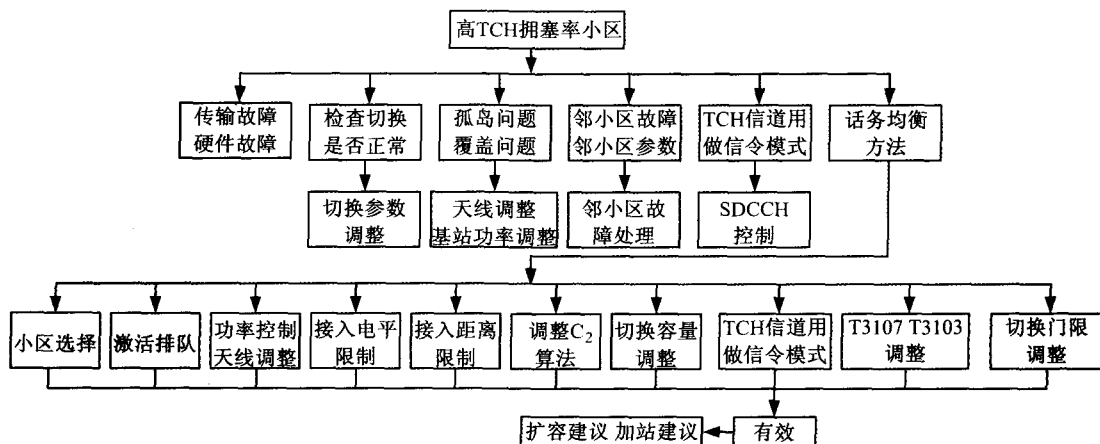 高TCH拥塞率小区
传输故障
硬件故障
检查切换
是否正常
孤岛问题
覆盖问题
邻小区故障
邻小区参数
TCH信道用
做信令模式
话务均衡
方法
切换参数
调整
天线调整
基站功率调整
邻小区故
障处理
SDCCH
控制
小区选择
激活排队
功率控制
天线调整
接入电平
限制
接入距离
限制
调整C₂
算法
切换容量
调整
TCH信道用
做信令模式
T3107 T3103
调整
切换门限
调整
扩容建议 加站建议
有效